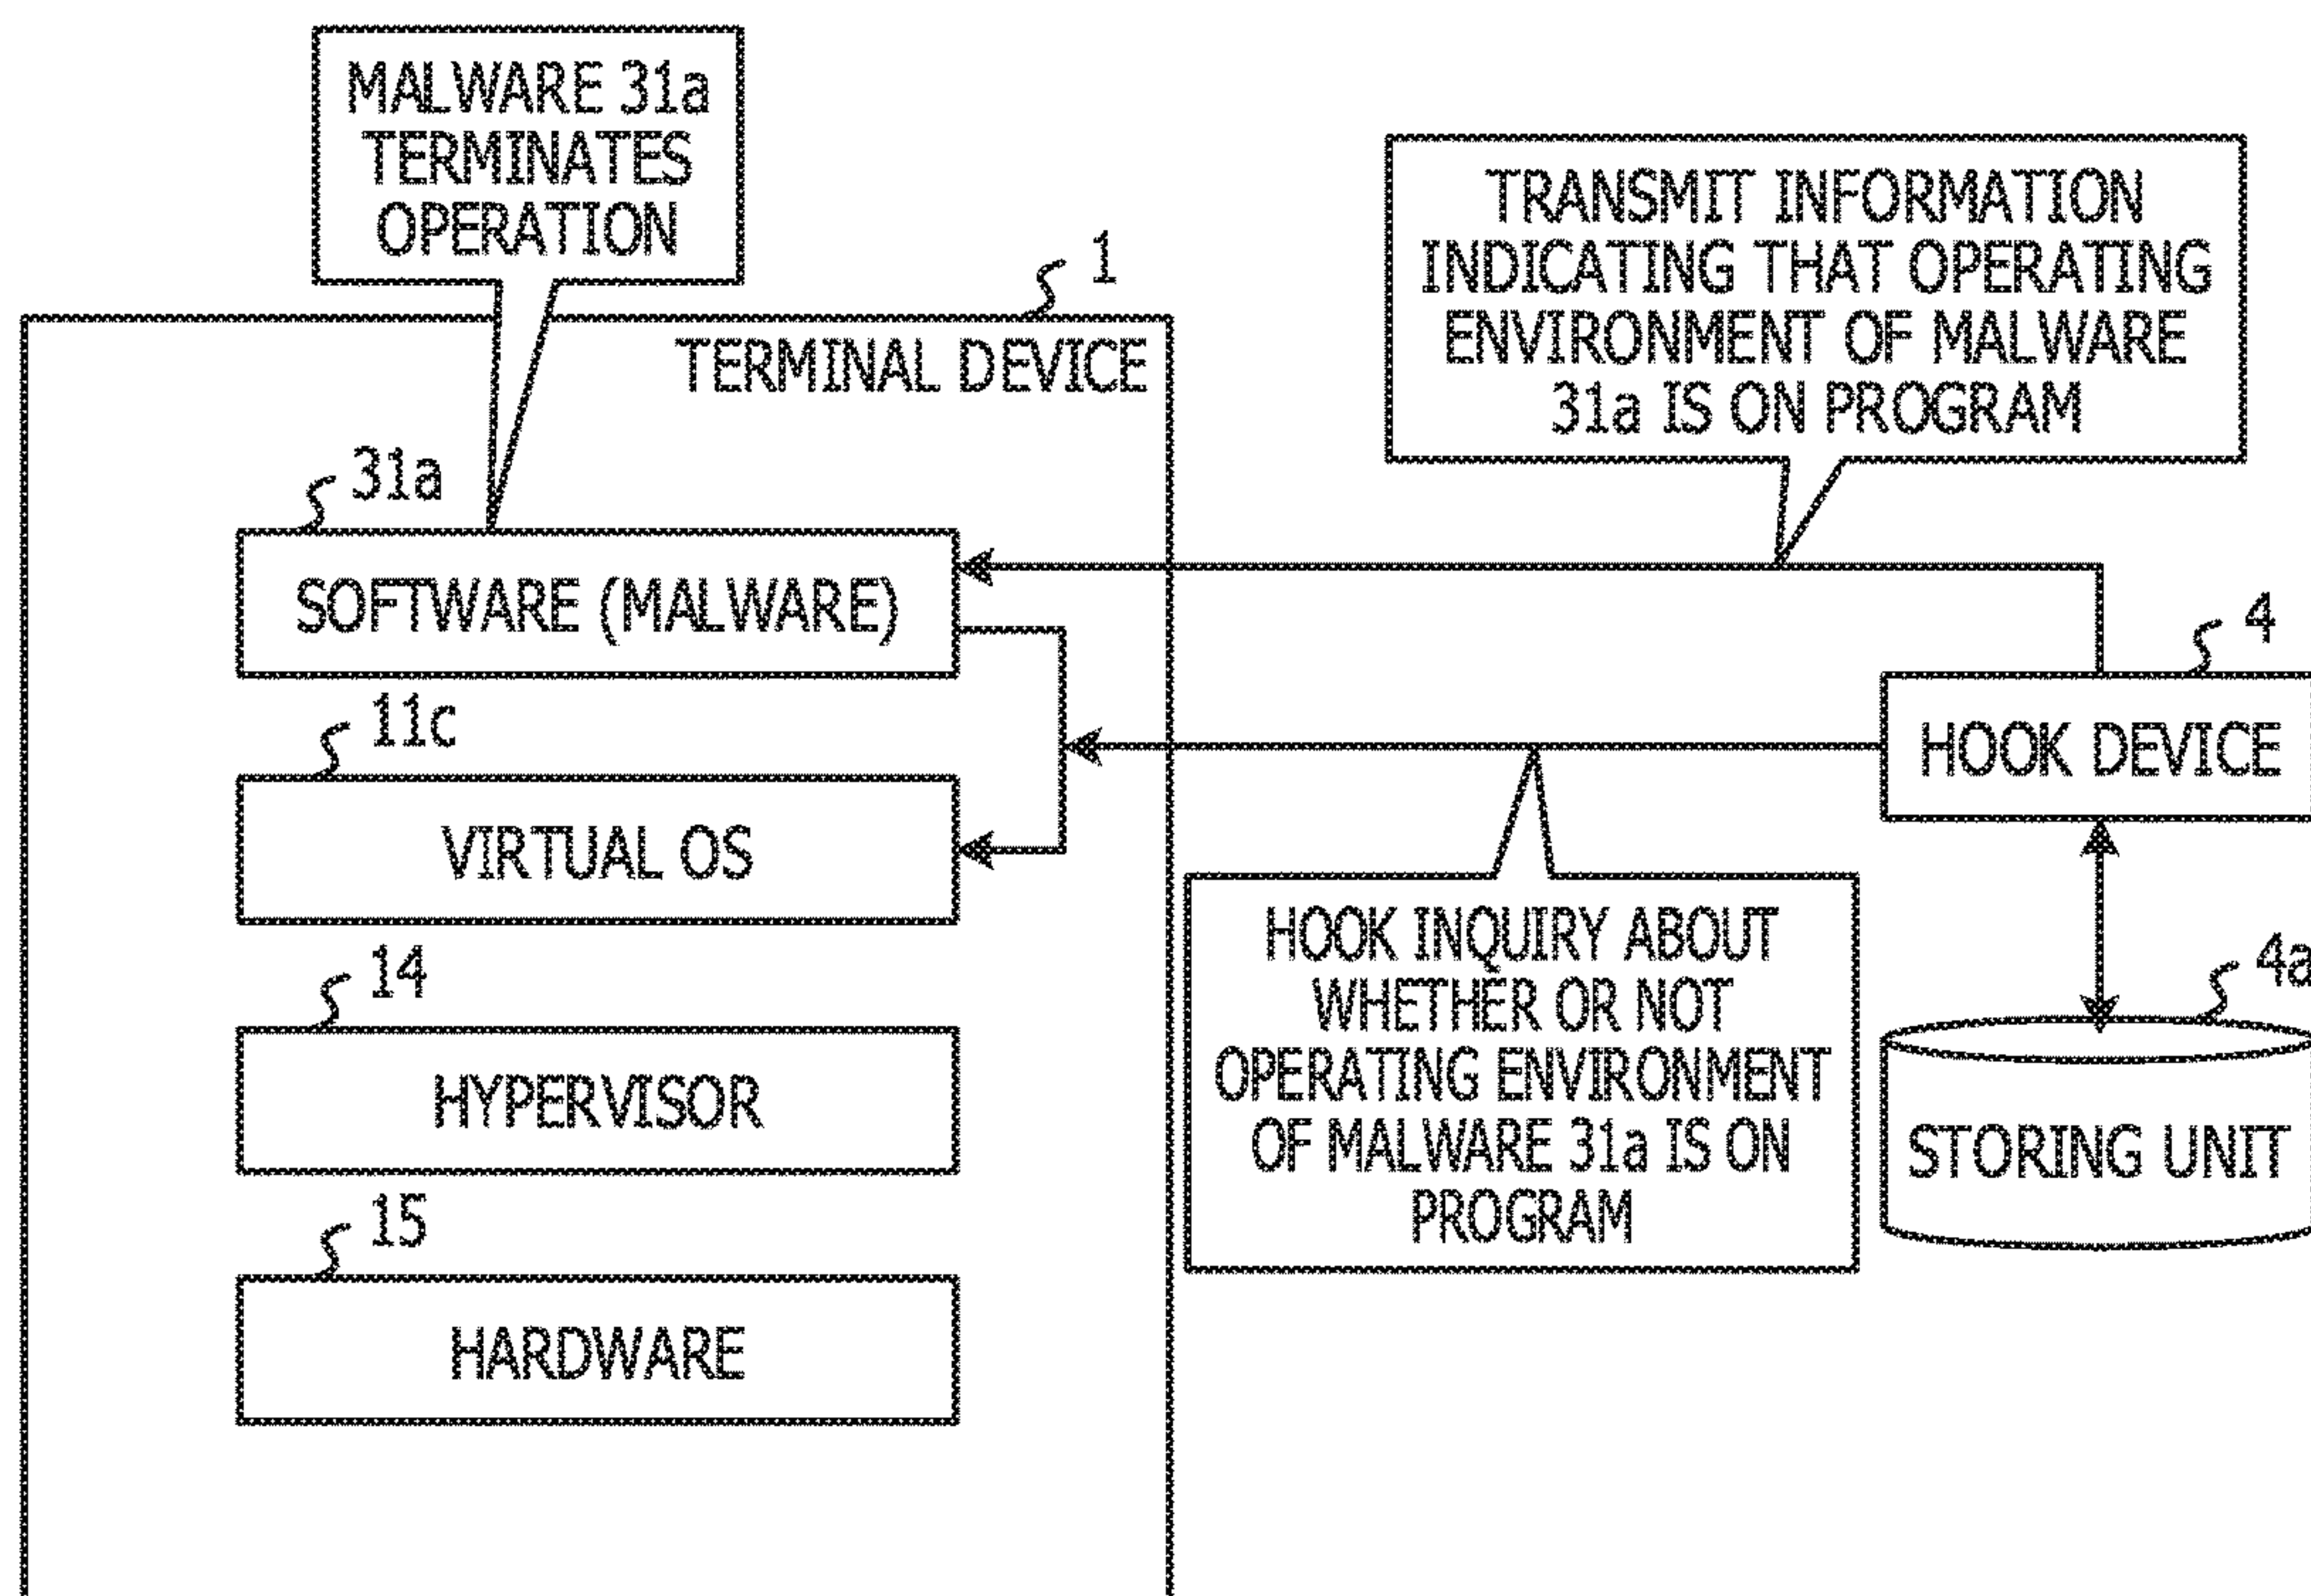 MALWARE 31a
TERMINATES
OPERATION
1
TERMINAL DEVICE
TRANSMIT INFORMATION
INDICATING THAT OPERATING
ENVIRONMENT OF MALWARE
31a IS ON PROGRAM
31a
SOFTWARE (MALWARE)
4
HOOK DEVICE
11c
VIRTUAL OS
HOOK INQUIRY ABOUT
WHETHER OR NOT
OPERATING ENVIRONMENT
OF MALWARE 31a IS ON
PROGRAM
4a
STORING UNIT
14
HYPERVISOR
15
HARDWARE